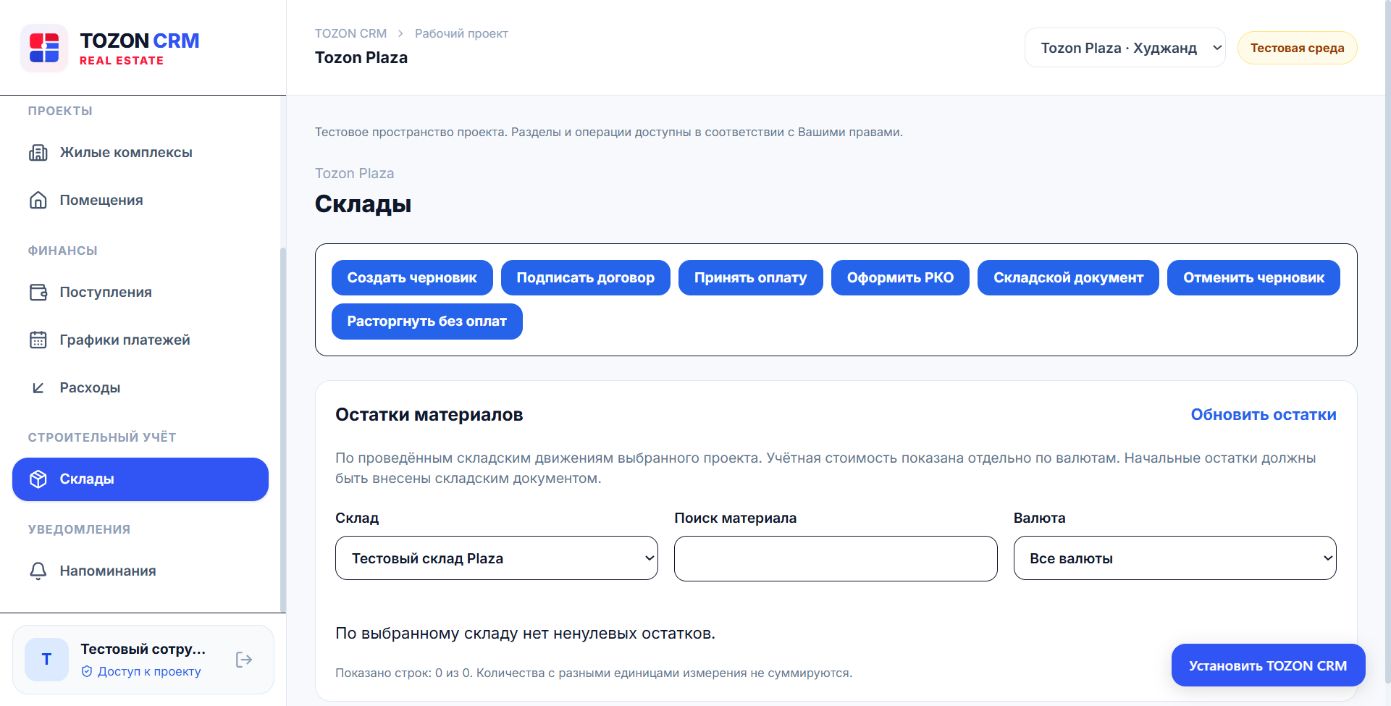 TOZON CRM
REAL ESTATE
ПРОЕКТЫ
Жилые комплексы
Помещения
ФИНАНСЫ
Поступления
Графики платежей
Расходы
СТРОИТЕЛЬНЫЙ УЧЁТ
Склады
УВЕДОМЛЕНИЯ
Напоминания
Т
Тестовый сотру...
Доступ к проекту
TOZON CRM > Рабочий проект
Tozon Plaza
Tozon Plaza · Худжанд
Тестовая среда
Тестовое пространство проекта. Разделы и операции доступны в соответствии с Вашими правами.
Tozon Plaza
Склады
Создать черновик
Подписать договор
Принять оплату
Оформить РКО
Складской документ
Отменить черновик
Расторгнуть без оплат
Остатки материалов
Обновить остатки
По проведённым складским движениям выбранного проекта. Учётная стоимость показана отдельно по валютам. Начальные остатки должны
быть внесены складским документом.
Склад
Поиск материала
Валюта
Тестовый склад Plaza
Все валюты
По выбранному складу нет ненулевых остатков.
Показано строк: 0 из 0. Количества с разными единицами измерения не суммируются.
Установить TOZON CRM